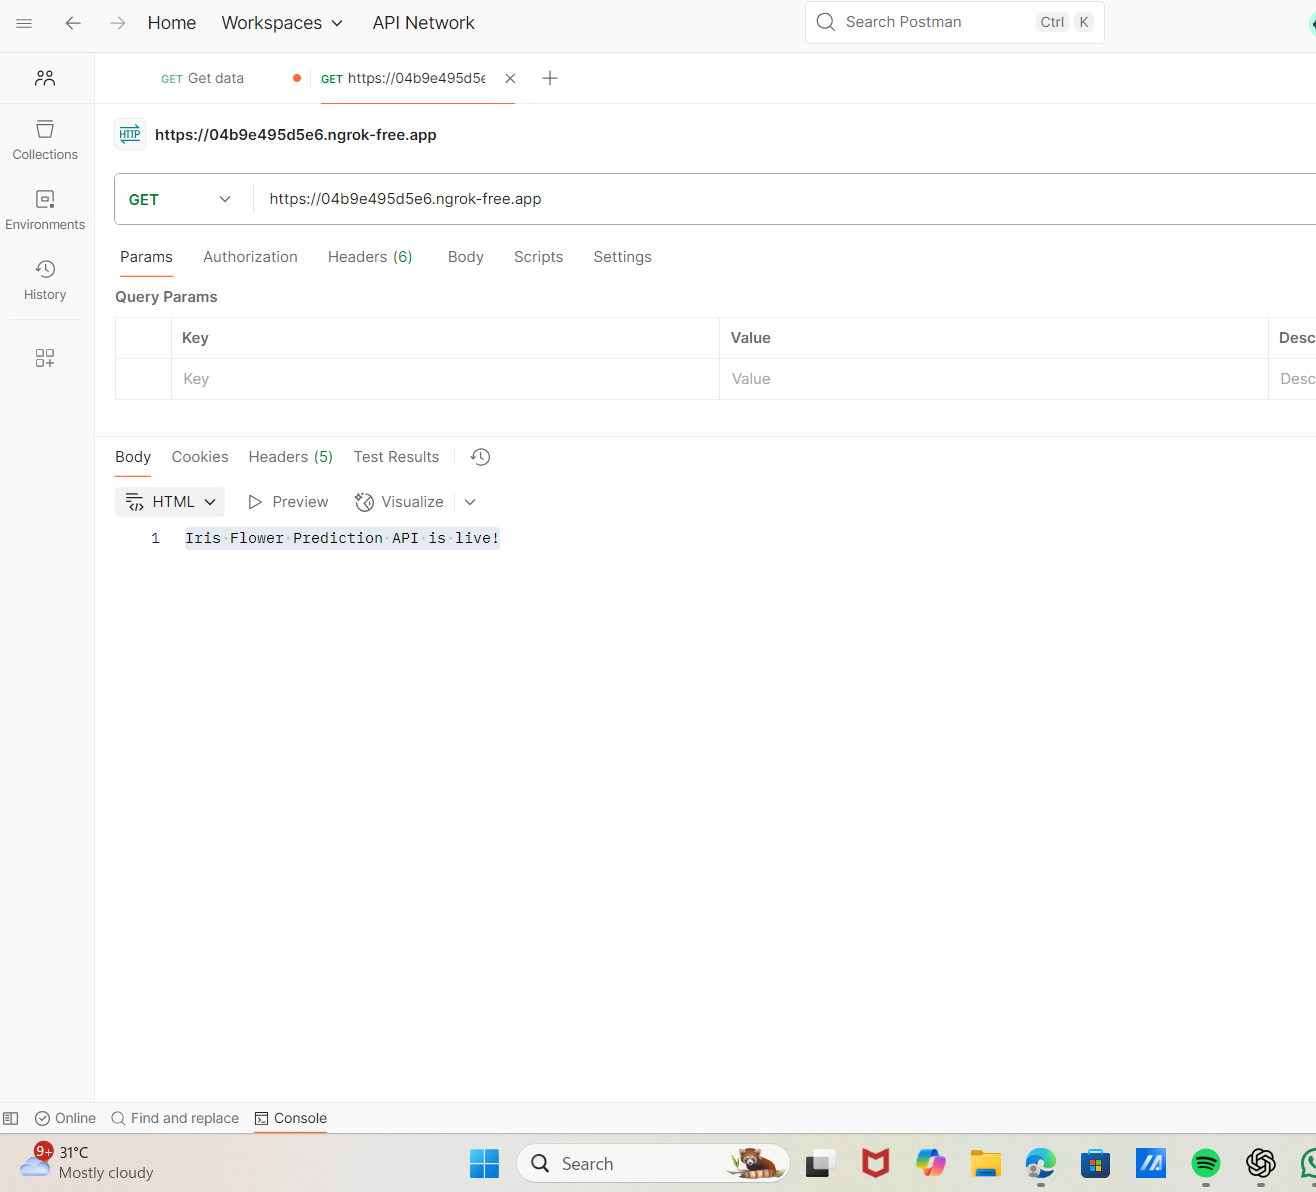 Home Workspaces API Network Search Postman Ctrl K
GET Get data GET https://04b9e495d5e
HTTP https://04b9e495d5e6.ngrok-free.app
Collections
GET https://04b9e495d5e6.ngrok-free.app
Environments
Params Authorization Headers (6) Body Scripts Settings
History
Query Params
Key Value Desc
Key Value Desc
Body Cookies Headers (5) Test Results
HTML Preview Visualize
1 Iris Flower Prediction API is live!
Online Find and replace Console
9+ 31°C
Mostly cloudy
Search